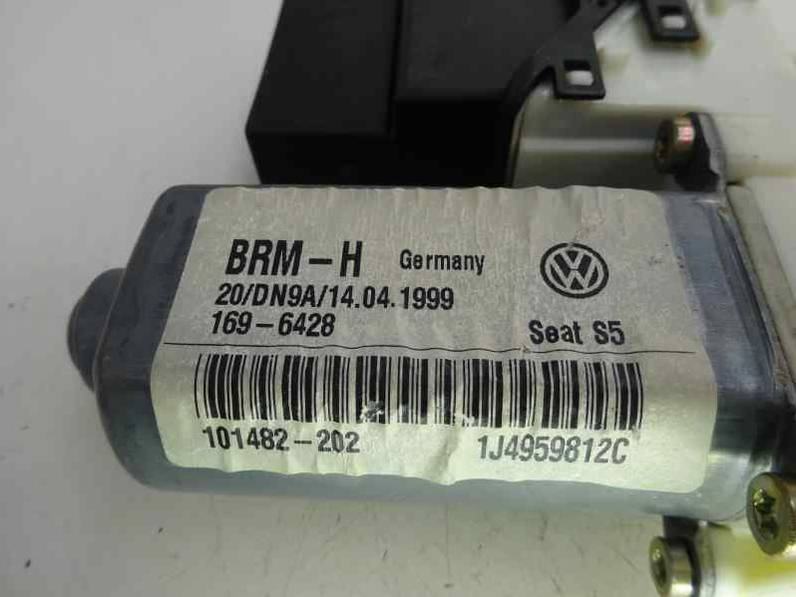 BRM-H Germany
20/DN9A/14.04.1999
169-6428 Seat S5
101482-202 1J4959812C